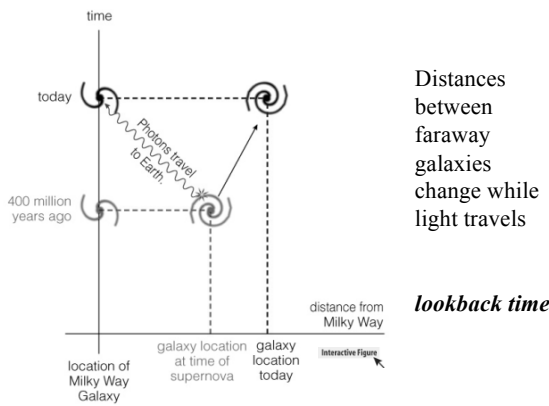 time
today
Photons travel
to Earth.
400 million
years ago
distance from
Milky Way
location of
Milky Way
Galaxy
galaxy location
at time of
supernova
galaxy
location
today
Interactive Figure
Distances
between
faraway
galaxies
change while
light travels
lookback time